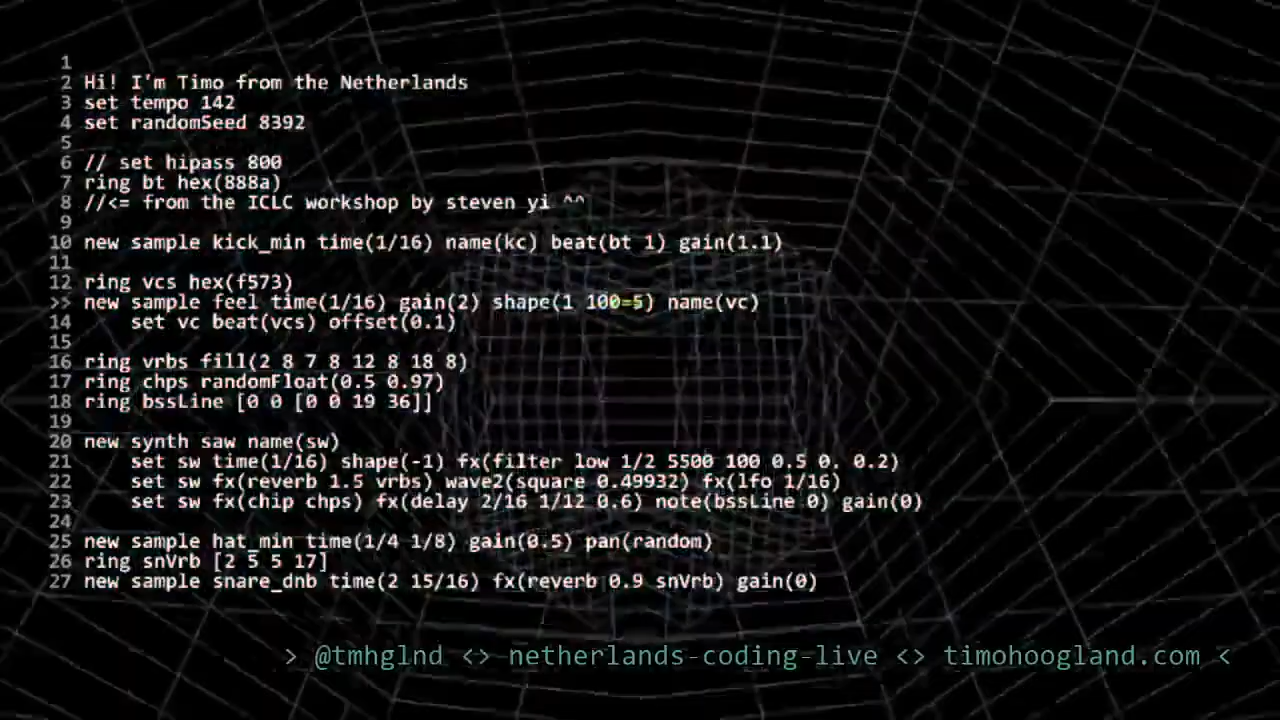 1
2 Hi! I'm Timo from the Netherlands
3 set tempo 142
4 set randomSeed 8392
5
6 // set hipass 800
7 ring bt hex(888a)
8 //<= from the ICLC workshop by steven yi ^^
9
10 new sample kick_min time(1/16) name(kc) beat(bt 1) gain(1.1)
11
12 ring vcs hex(f573)
>> new sample feel time(1/16) gain(2) shape(1 100=5) name(vc)
14 set vc beat(vcs) offset(0.1)
15
16 ring vrbs fill(2 8 7 8 12 8 18 8)
17 ring chps randomFloat(0.5 0.97)
18 ring bssLine [0 0 [0 0 19 36]]
19
20 new synth saw name(sw)
21 set sw time(1/16) shape(-1) fx(filter low 1/2 5500 100 0.5 0. 0.2)
22 set sw fx(reverb 1.5 vrbs) wave2(square 0.49932) fx(lfo 1/16)
23 set sw fx(chip chps) fx(delay 2/16 1/12 0.6) note(bssLine 0) gain(0)
24
25 new sample hat_min time(1/4 1/8) gain(0.5) pan(random)
26 ring snVrb [2 5 5 17]
27 new sample snare_dnb time(2 15/16) fx(reverb 0.9 snVrb) gain(0)
> @tmhglnd <> netherlands-coding-live <> timohoogland.com <